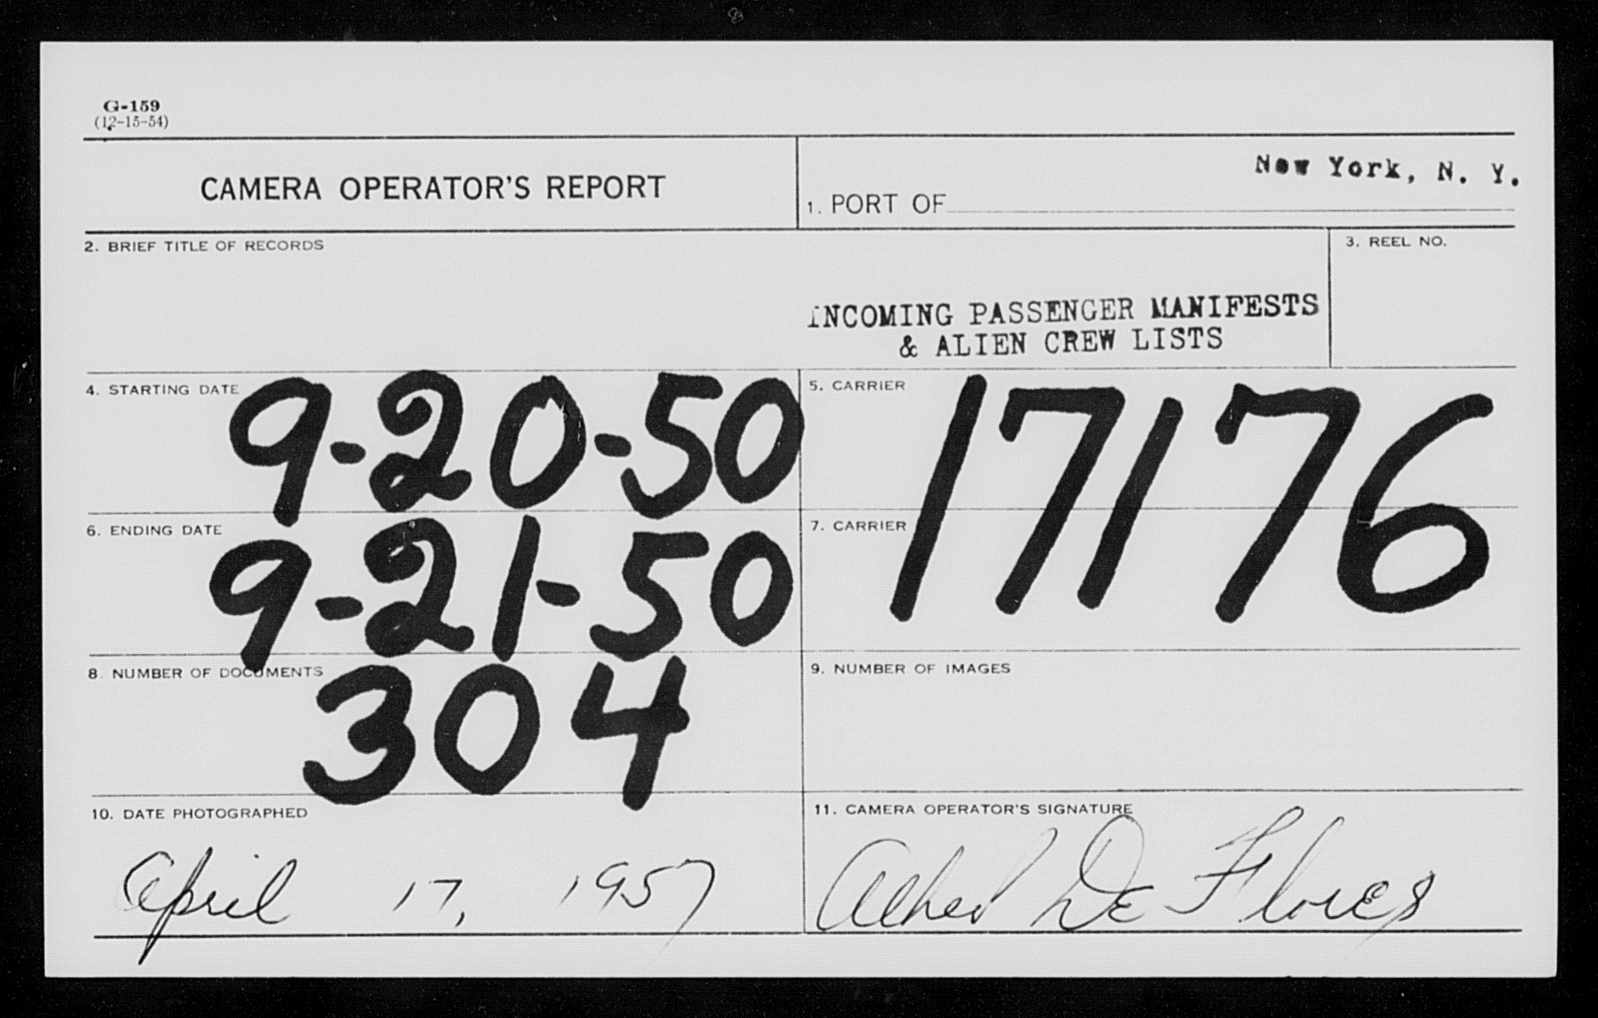 G-159
(12-15-54)
CAMERA OPERATOR'S REPORT
1. PORT OF New York, N. Y.
2. BRIEF TITLE OF RECORDS
INCOMING PASSENGER MANIFESTS
& ALIEN CREW LISTS
3. REEL NO.
4. STARTING DATE 9-20-50
5. CARRIER
17176
6. ENDING DATE 9-21-50
7. CARRIER
8. NUMBER OF DOCUMENTS 304
9. NUMBER OF IMAGES
10. DATE PHOTOGRAPHED
April 17, 1957
11. CAMERA OPERATOR'S SIGNATURE
De Flores